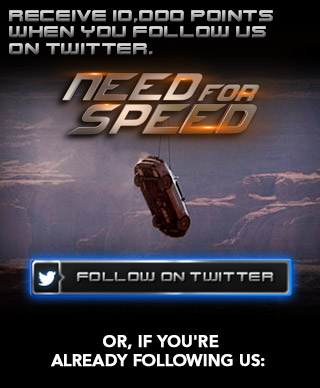 RECEIVE 10,000 POINTS
WHEN YOU FOLLOW US
ON TWITTER.
NEED FOR
SPEED
FOLLOW ON TWITTER
OR, IF YOU'RE
ALREADY FOLLOWING US: